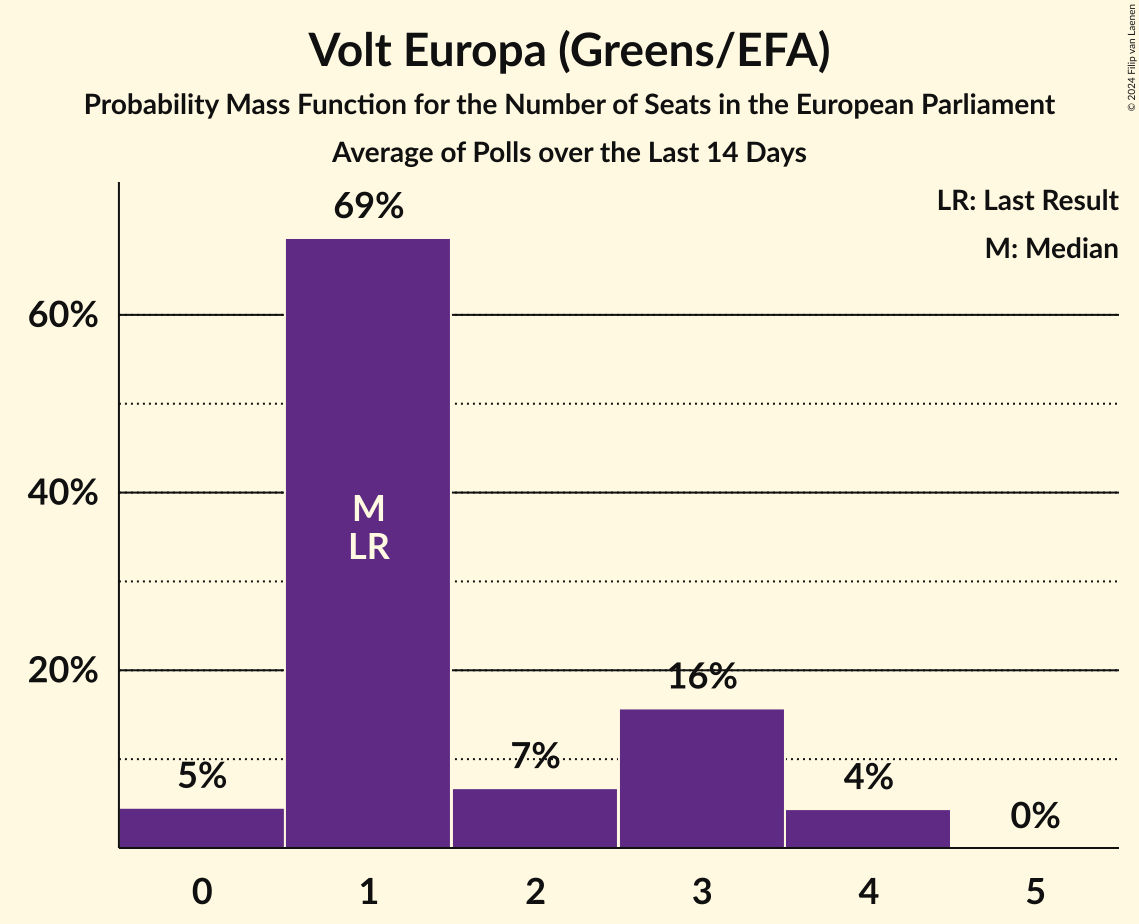 Volt Europa (Greens/EFA)
Probability Mass Function for the Number of Seats in the European Parliament
Average of Polls over the Last 14 Days
© 2024 Filip van Laenen
LR: Last Result
M: Median
69%
60%
40%
M
LR
20%
16%
5%
7%
4%
0%
0 1 2 3 4 5